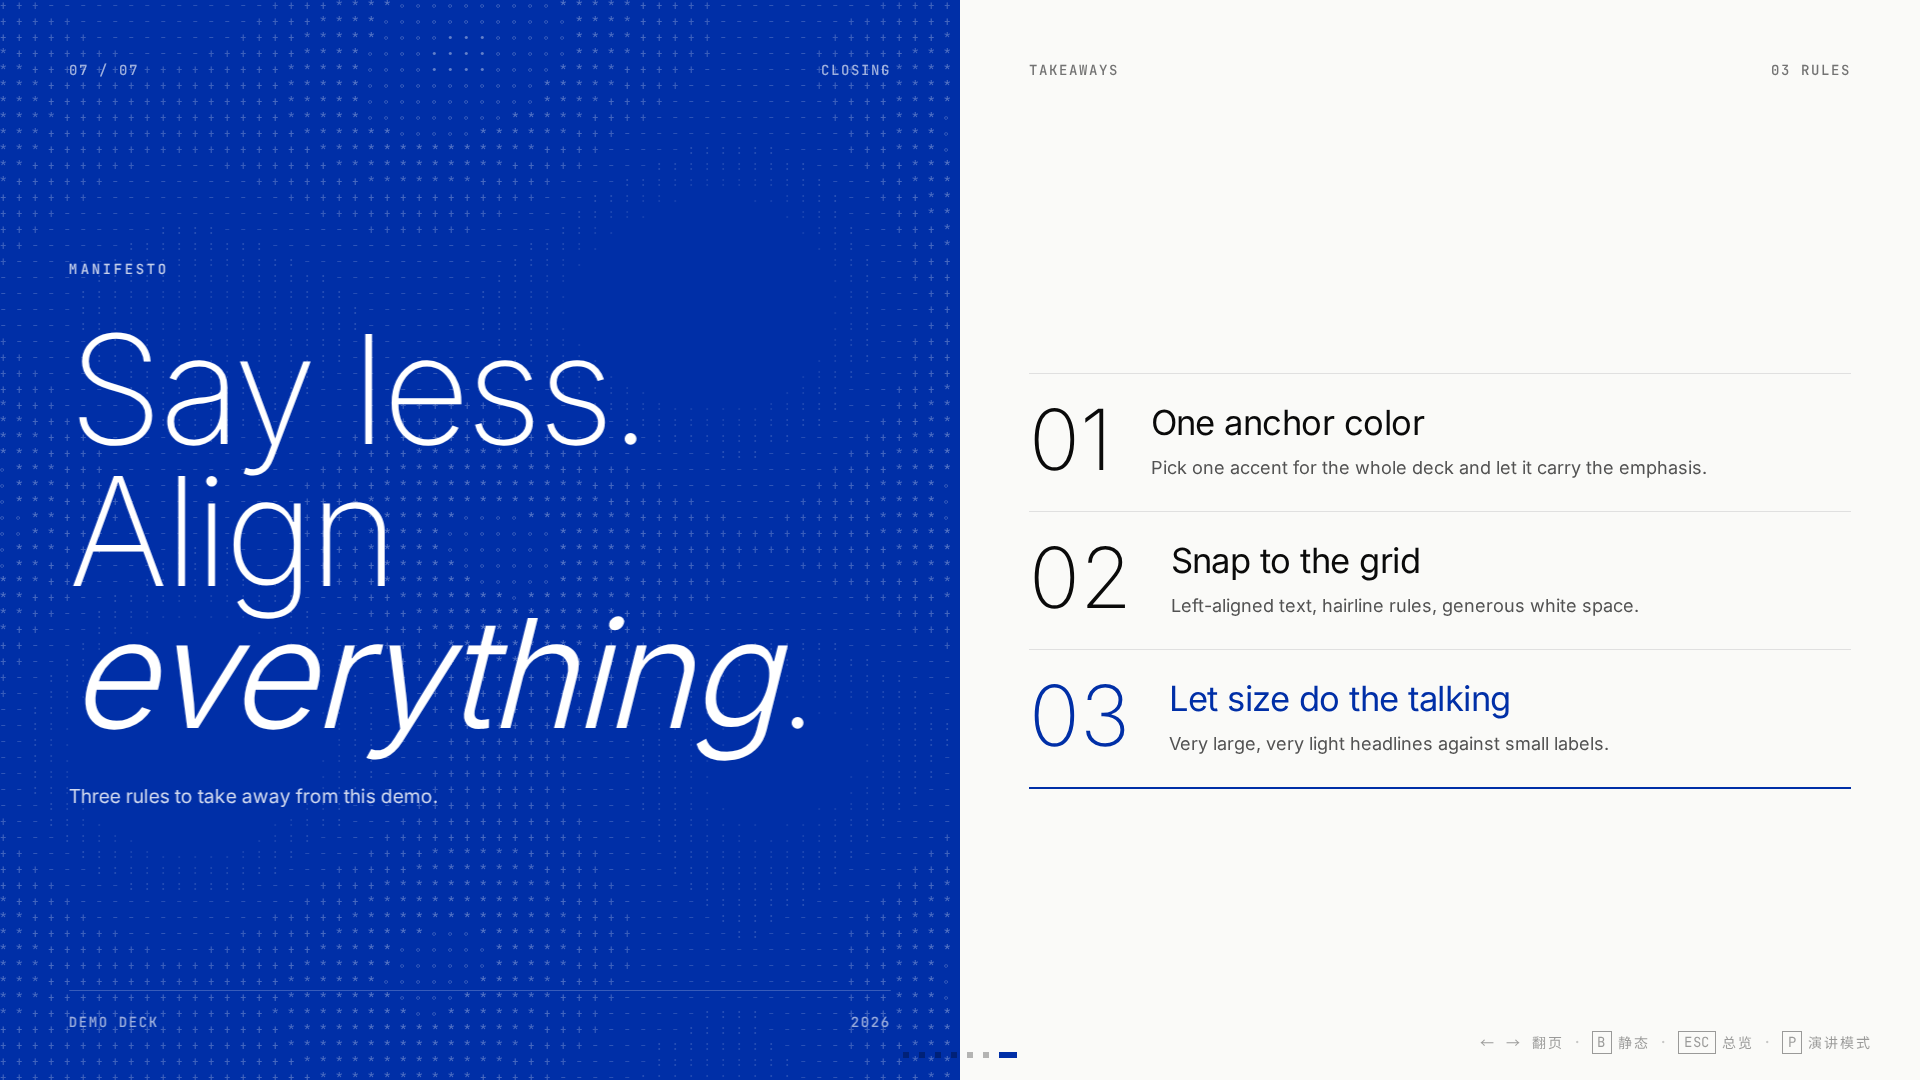 07 / 07
CLOSING
MANIFESTO
Say less.
Align
everything.
Three rules to take away from this demo.
DEMO DECK
2026
TAKEAWAYS
03 RULES
01
One anchor color
Pick one accent for the whole deck and let it carry the emphasis.
02
Snap to the grid
Left-aligned text, hairline rules, generous white space.
03
Let size do the talking
Very large, very light headlines against small labels.
← → 翻页 · B 静态 · ESC 总览 · P 演讲模式